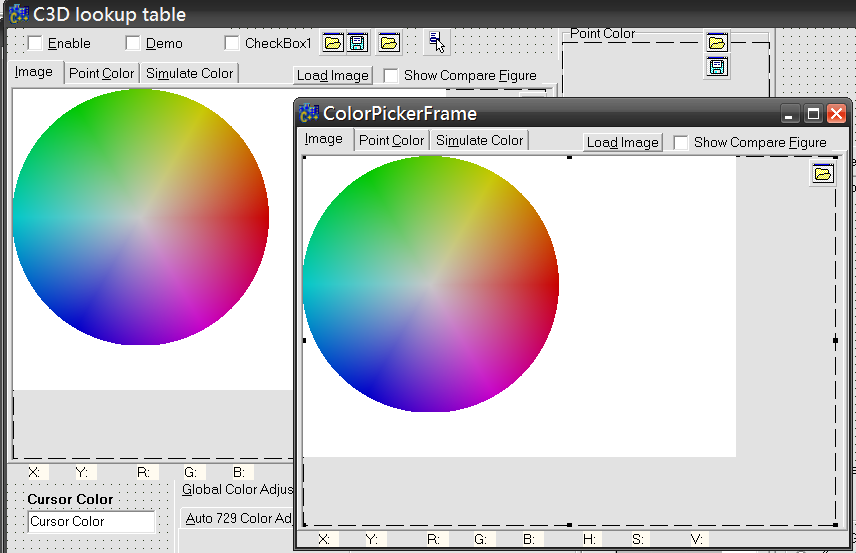 C3D lookup table
Enable Demo CheckBox1 Point Color
Image Point Color Simulate Color Load Image Show Compare Figure
ColorPickerFrame
Image Point Color Simulate Color Load Image Show Compare Figure
X: Y: R: G: B:
Global Color Adjus
Cursor Color
Cursor Color
Auto 729 Color Ad
X: Y: R: G: B: H: S: V: